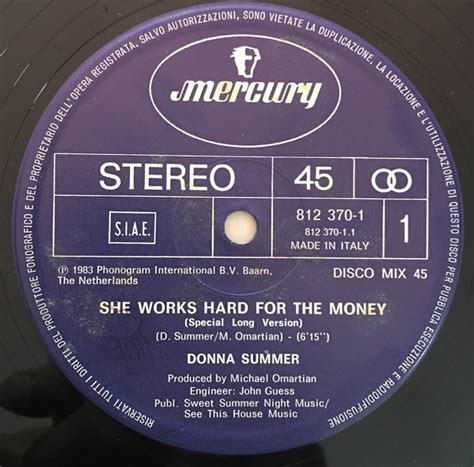 RISERVATI TUTTI I DIRITTI DEL PRODUTTORE FONOGRAFICO E DEL PROPRIETARIO DELL'OPERA REGISTRATA. SALVO AUTORIZZAZIONI, SONO VIETATE LA DUPLICAZIONE, LA LOCAZIONE E L'UTILIZZAZIONE DI QUESTO DISCO PER PUBBLICA ESECUZIONE E RADIODIFFUSIONE
mercury
STEREO 45
S.I.A.E. 812 370-1 1
812 370-1.1
MADE IN ITALY
Ⓟ 1983 Phonogram International B.V. Baarn,
The Netherlands
DISCO MIX 45
SHE WORKS HARD FOR THE MONEY
(Special Long Version)
(D. Summer/M. Omartian) - (6'15'')
DONNA SUMMER
Produced by Michael Omartian
Engineer: John Guess
Publ. Sweet Summer Night Music/
See This House Music